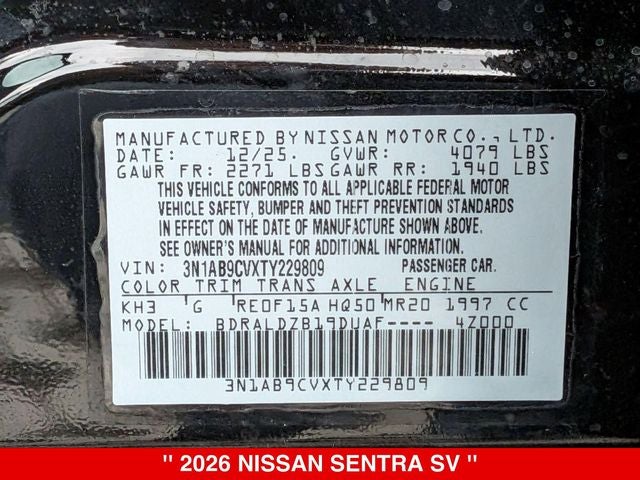 MANUFACTURED BY NISSAN MOTOR CO., LTD.
DATE: 12/25. GVWR: 4079 LBS
GAWR FR: 2271 LBS GAWR RR: 1940 LBS
THIS VEHICLE CONFORMS TO ALL APPLICABLE FEDERAL MOTOR
VEHICLE SAFETY, BUMPER AND THEFT PREVENTION STANDARDS
IN EFFECT ON THE DATE OF MANUFACTURE SHOWN ABOVE.
SEE OWNER'S MANUAL FOR ADDITIONAL INFORMATION.
VIN: 3N1AB9CVXTY229809 PASSENGER CAR.
COLOR TRIM TRANS AXLE ENGINE
KH3 G RE0F15A HQ50 MR20 1997 CC
MODEL: BDRALDZB19DUAF---- 4Z000
3N1AB9CVXTY229809
" 2026 NISSAN SENTRA SV "